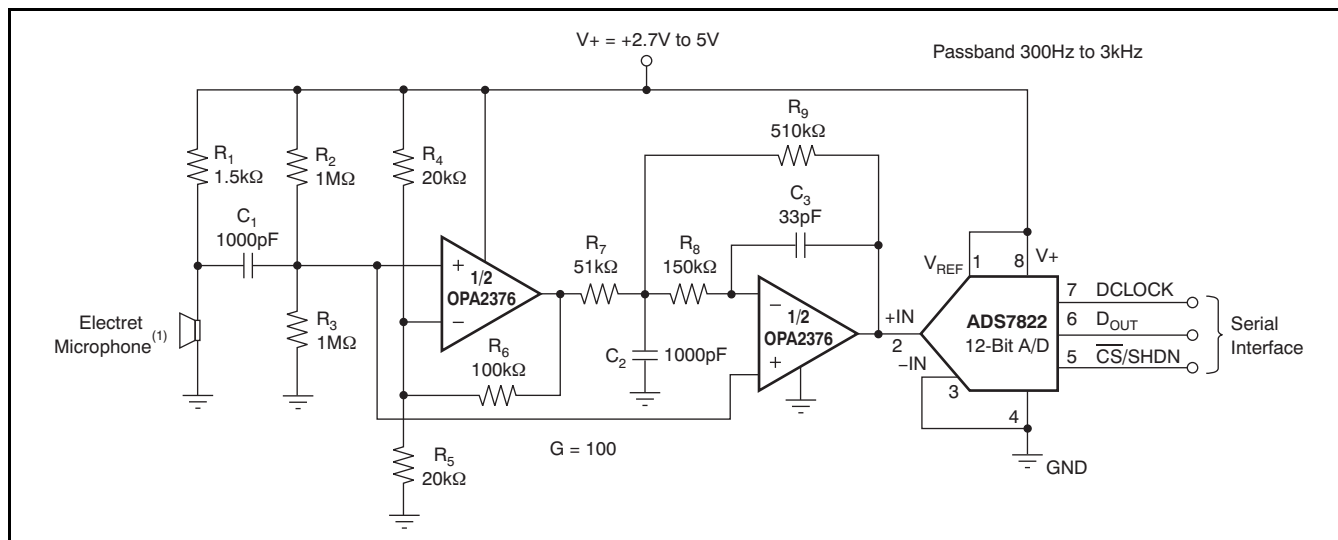 V+ = +2.7V to 5V
Passband 300Hz to 3kHz
R1
1.5kΩ
R2
1MΩ
R4
20kΩ
R9
510kΩ
C1
1000pF
C3
33pF
R7
51kΩ
R8
150kΩ
+
1/2
OPA2376
−
−
1/2
OPA2376
+
VREF
1
8
V+
7
DCLOCK
+IN
2
ADS7822
12-Bit A/D
6
DOUT
−IN
3
5
CS/SHDN
4
Serial
Interface
Electret
Microphone(1)
R3
1MΩ
R6
100kΩ
C2
1000pF
G = 100
R5
20kΩ
GND